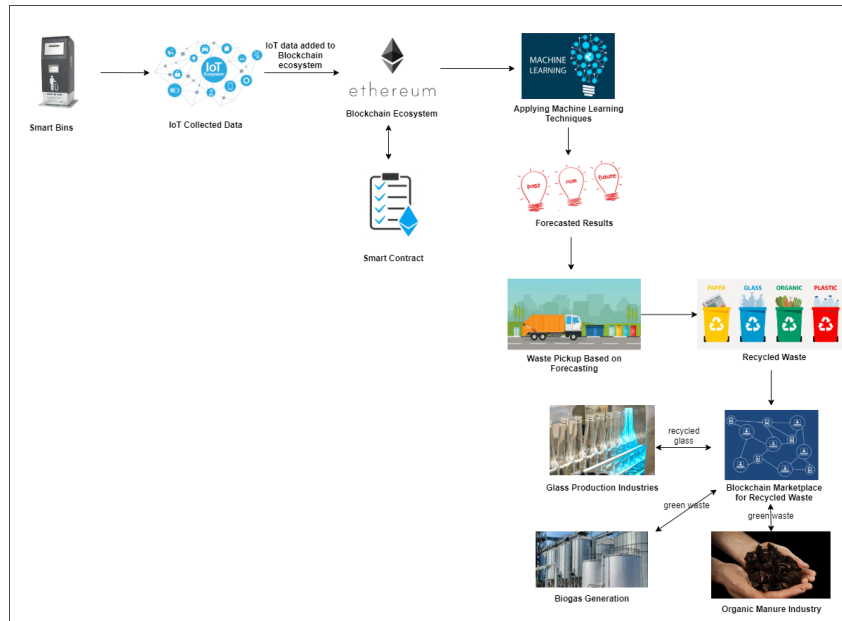 IoT
Ecosystem
IoT data added to
Blockchain
ecosystem
ethereum
MACHINE
LEARNING
Smart Bins
IoT Collected Data
Blockchain Ecosystem
Applying Machine Learning
Techniques
PAST
NOW
FUTURE
Forecasted Results
Smart Contract
PAPER
GLASS
ORGANIC
PLASTIC
Waste Pickup Based on
Forecasting
Recycled Waste
recycled
glass
Glass Production Industries
Blockchain Marketplace
for Recycled Waste
green waste
green waste
Biogas Generation
Organic Manure Industry